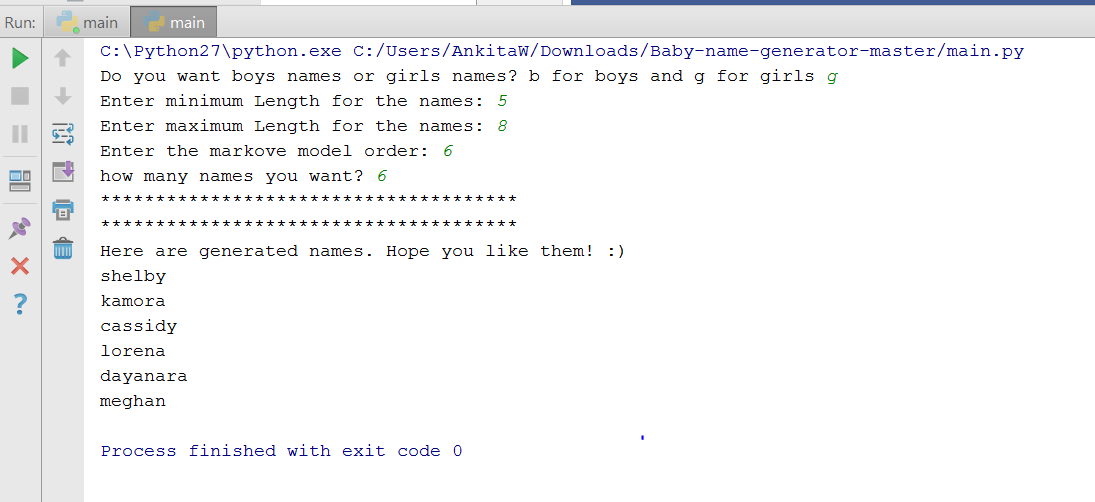 Run: main main
C:\Python27\python.exe C:/Users/AnkitaW/Downloads/Baby-name-generator-master/main.py
Do you want boys names or girls names? b for boys and g for girls g
Enter minimum Length for the names: 5
Enter maximum Length for the names: 8
Enter the markove model order: 6
how many names you want? 6
**************************************
**************************************
Here are generated names. Hope you like them! :)
shelby
kamora
cassidy
lorena
dayanara
meghan
Process finished with exit code 0